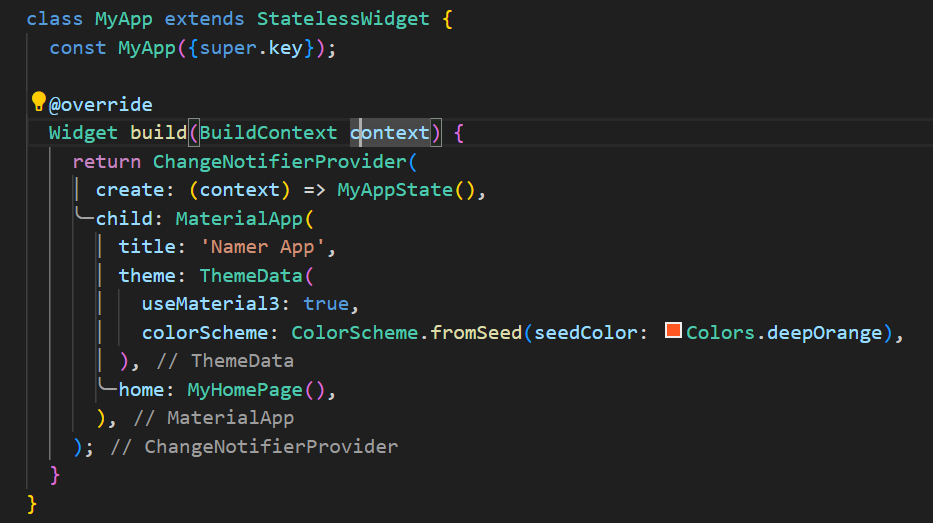 class MyApp extends StatelessWidget {
const MyApp({super.key});
@override
Widget build(BuildContext context) {
return ChangeNotifierProvider(
create: (context) => MyAppState(),
child: MaterialApp(
title: 'Namer App',
theme: ThemeData(
useMaterial3: true,
colorScheme: ColorScheme.fromSeed(seedColor: Colors.deepOrange),
), // ThemeData
home: MyHomePage(),
), // MaterialApp
); // ChangeNotifierProvider
}
}